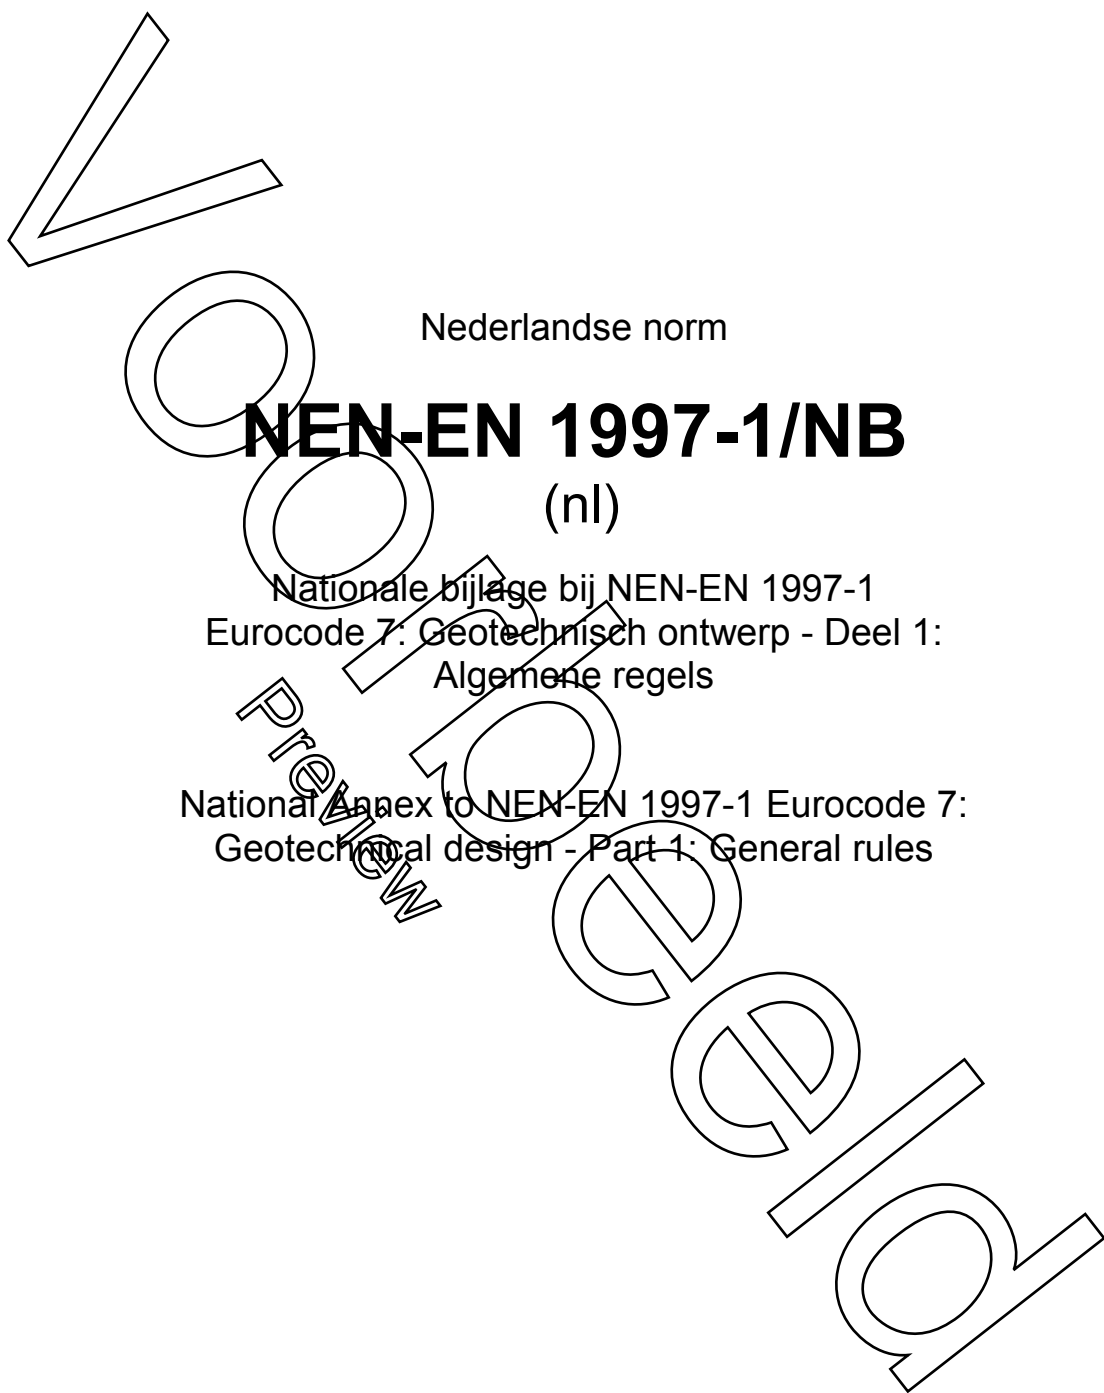 Nederlandse norm
NEN-EN 1997-1/NB
(nl)
Nationale bijlage bij NEN-EN 1997-1
Eurocode 7: Geotechnisch ontwerp - Deel 1:
Algemene regels
National Annex to NEN-EN 1997-1 Eurocode 7:
Geotechnical design - Part 1: General rules
Voorbeeld
Preview